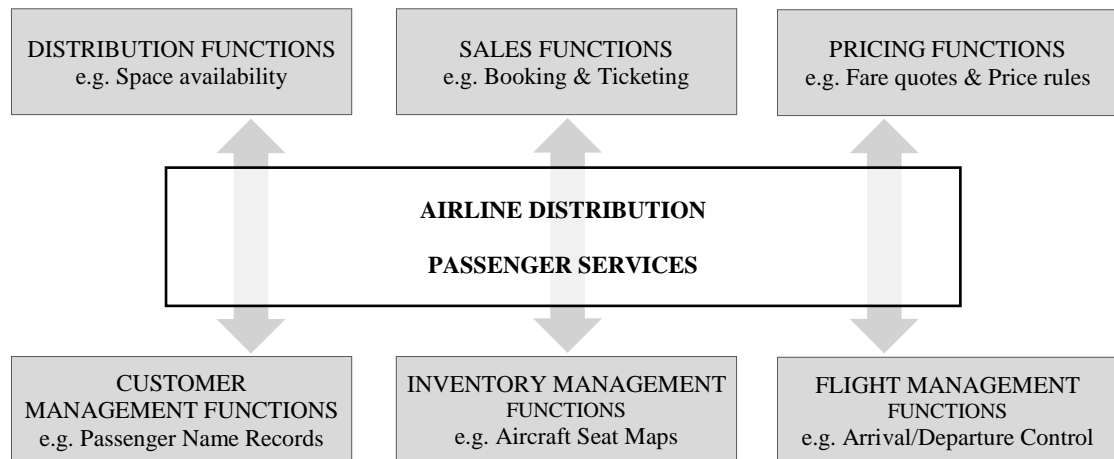 DISTRIBUTION FUNCTIONS
e.g. Space availability
SALES FUNCTIONS
e.g. Booking & Ticketing
PRICING FUNCTIONS
e.g. Fare quotes & Price rules
AIRLINE DISTRIBUTION
PASSENGER SERVICES
CUSTOMER
MANAGEMENT FUNCTIONS
e.g. Passenger Name Records
INVENTORY MANAGEMENT
FUNCTIONS
e.g. Aircraft Seat Maps
FLIGHT MANAGEMENT
FUNCTIONS
e.g. Arrival/Departure Control